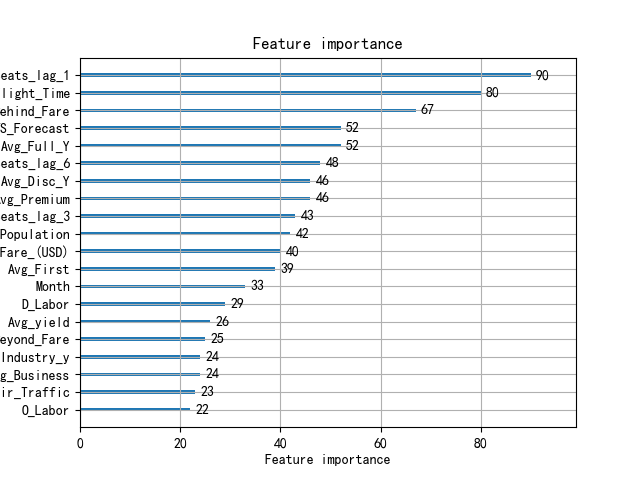 Feature importance
eats_lag_1 90
light_Time 80
ehind_Fare 67
S_Forecast 52
Avg_Full_Y 52
eats_lag_6 48
Avg_Disc_Y 46
vg_Premium 46
eats_lag_3 43
Population 42
Fare_(USD) 40
Avg_First 39
Month 33
D_Labor 29
Avg_yield 26
eyond_Fare 25
Industry_y 24
g_Business 24
ir_Traffic 23
O_Labor 22
0 20 40 60 80
Feature importance